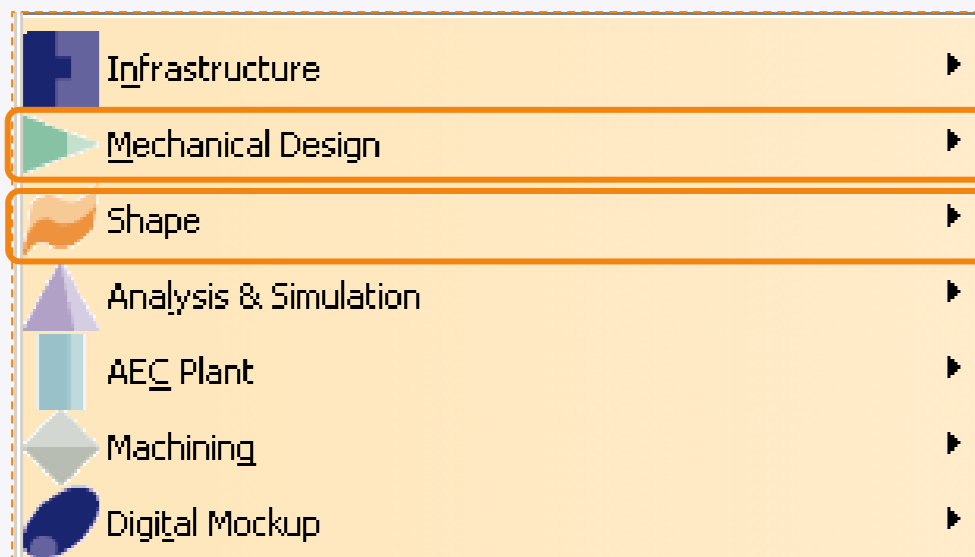 Infrastructure
Mechanical Design
Shape
Analysis & Simulation
AEC Plant
Machining
Digital Mockup